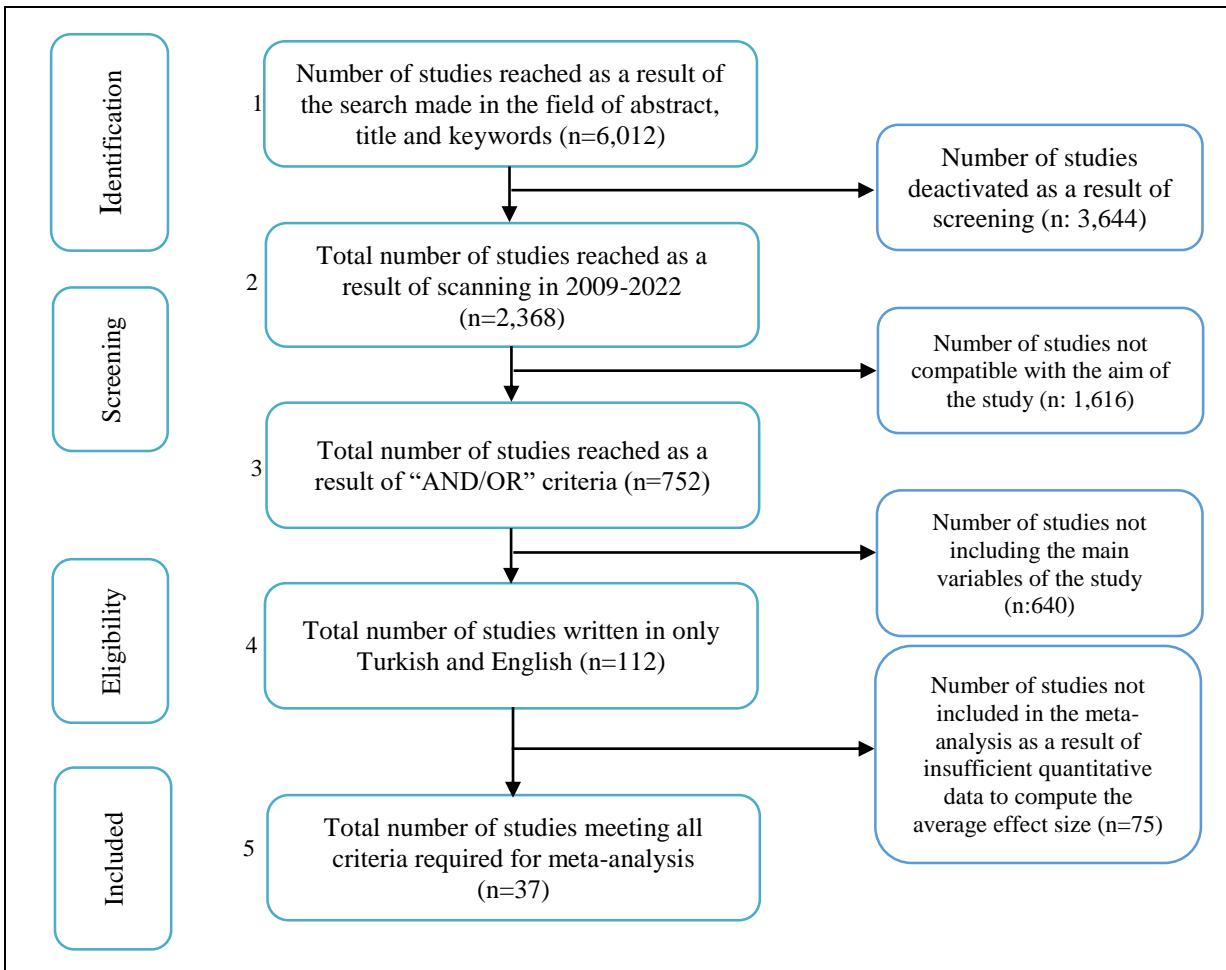 Identification
1
Number of studies reached as a result of
the search made in the field of abstract,
title and keywords (n=6,012)
Number of studies
deactivated as a result of
screening (n: 3,644)
2
Total number of studies reached as a
result of scanning in 2009-2022
(n=2,368)
Screening
Number of studies not
compatible with the aim of
the study (n: 1,616)
3
Total number of studies reached as a
result of “AND/OR” criteria (n=752)
Number of studies not
including the main
variables of the study
(n:640)
Eligibility
4
Total number of studies written in only
Turkish and English (n=112)
Number of studies not
included in the meta-
analysis as a result of
insufficient quantitative
data to compute the
average effect size (n=75)
Included
5
Total number of studies meeting all
criteria required for meta-analysis
(n=37)